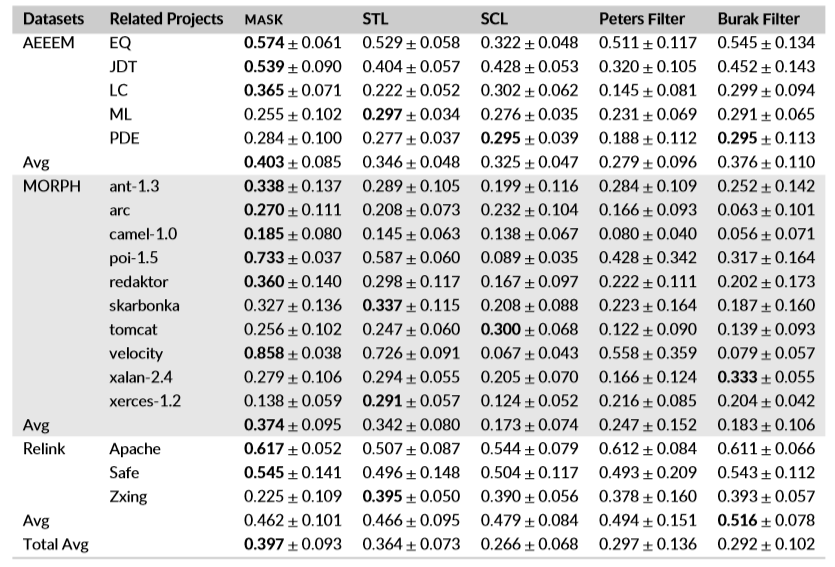 Datasets Related Projects MASK STL SCL Peters Filter Burak Filter
AEEEM EQ 0.574 ± 0.061 0.529 ± 0.058 0.322 ± 0.048 0.511 ± 0.117 0.545 ± 0.134
JDT 0.539 ± 0.090 0.404 ± 0.057 0.428 ± 0.053 0.320 ± 0.105 0.452 ± 0.143
LC 0.365 ± 0.071 0.222 ± 0.052 0.302 ± 0.062 0.145 ± 0.081 0.299 ± 0.094
ML 0.255 ± 0.102 0.297 ± 0.034 0.276 ± 0.035 0.231 ± 0.069 0.291 ± 0.065
PDE 0.284 ± 0.100 0.277 ± 0.037 0.295 ± 0.039 0.188 ± 0.112 0.295 ± 0.113
Avg 0.403 ± 0.085 0.346 ± 0.048 0.325 ± 0.047 0.279 ± 0.096 0.376 ± 0.110
MORPH ant-1.3 0.338 ± 0.137 0.289 ± 0.105 0.199 ± 0.116 0.284 ± 0.109 0.252 ± 0.142
arc 0.270 ± 0.111 0.208 ± 0.073 0.232 ± 0.104 0.166 ± 0.093 0.063 ± 0.101
camel-1.0 0.185 ± 0.080 0.145 ± 0.063 0.138 ± 0.067 0.080 ± 0.040 0.056 ± 0.071
poi-1.5 0.733 ± 0.037 0.587 ± 0.060 0.089 ± 0.035 0.428 ± 0.342 0.317 ± 0.164
redaktor 0.360 ± 0.140 0.298 ± 0.117 0.167 ± 0.097 0.222 ± 0.111 0.202 ± 0.173
skarbonka 0.327 ± 0.136 0.337 ± 0.115 0.208 ± 0.088 0.223 ± 0.164 0.187 ± 0.160
tomcat 0.256 ± 0.102 0.247 ± 0.060 0.300 ± 0.068 0.122 ± 0.090 0.139 ± 0.093
velocity 0.858 ± 0.038 0.726 ± 0.091 0.067 ± 0.043 0.558 ± 0.359 0.079 ± 0.057
xalan-2.4 0.279 ± 0.106 0.294 ± 0.055 0.205 ± 0.070 0.166 ± 0.124 0.333 ± 0.055
xerces-1.2 0.138 ± 0.059 0.291 ± 0.057 0.124 ± 0.052 0.216 ± 0.085 0.204 ± 0.042
Avg 0.374 ± 0.095 0.342 ± 0.080 0.173 ± 0.074 0.247 ± 0.152 0.183 ± 0.106
Relink Apache 0.617 ± 0.052 0.507 ± 0.087 0.544 ± 0.079 0.612 ± 0.084 0.611 ± 0.066
Safe 0.545 ± 0.141 0.496 ± 0.148 0.504 ± 0.117 0.493 ± 0.209 0.543 ± 0.112
Zxing 0.225 ± 0.109 0.395 ± 0.050 0.390 ± 0.056 0.378 ± 0.160 0.393 ± 0.057
Avg 0.462 ± 0.101 0.466 ± 0.095 0.479 ± 0.084 0.494 ± 0.151 0.516 ± 0.078
Total Avg 0.397 ± 0.093 0.364 ± 0.073 0.266 ± 0.068 0.297 ± 0.136 0.292 ± 0.102